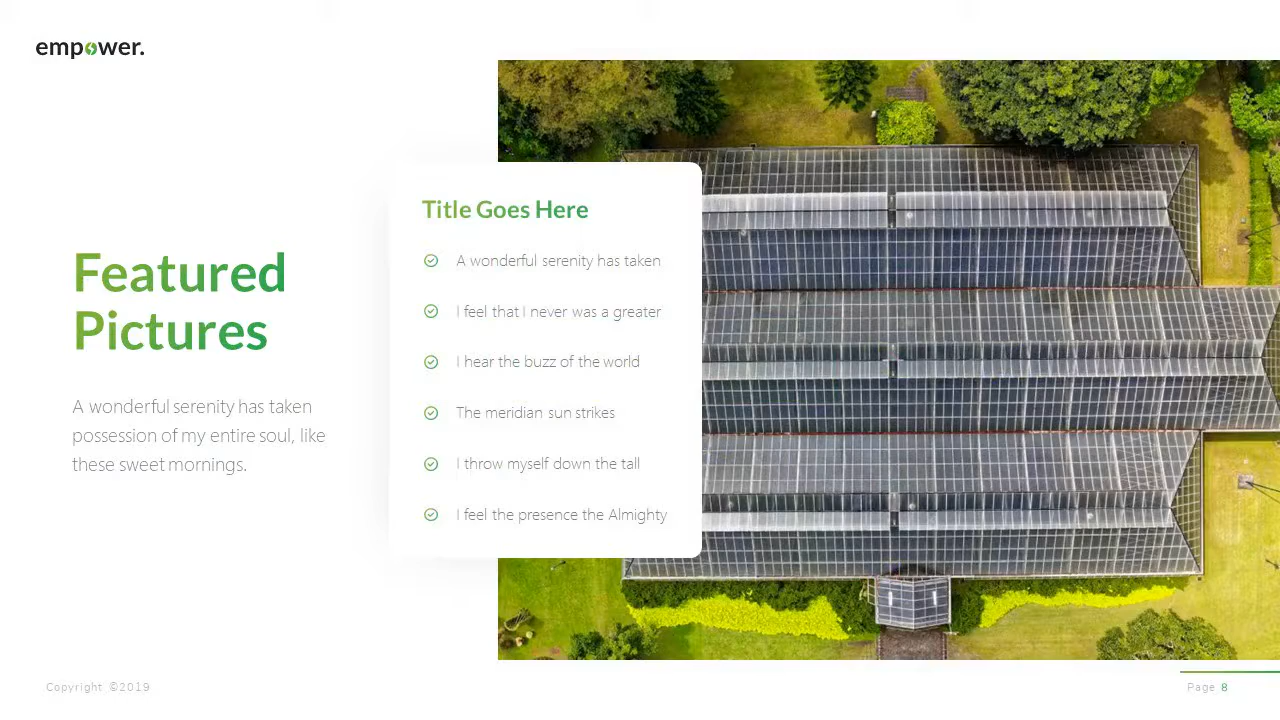 empower.
Featured
Pictures
A wonderful serenity has taken
possession of my entire soul, like
these sweet mornings.
Title Goes Here
A wonderful serenity has taken
I feel that I never was a greater
I hear the buzz of the world
The meridian sun strikes
I throw myself down the tall
I feel the presence the Almighty
Copyright ©2019
Page 8